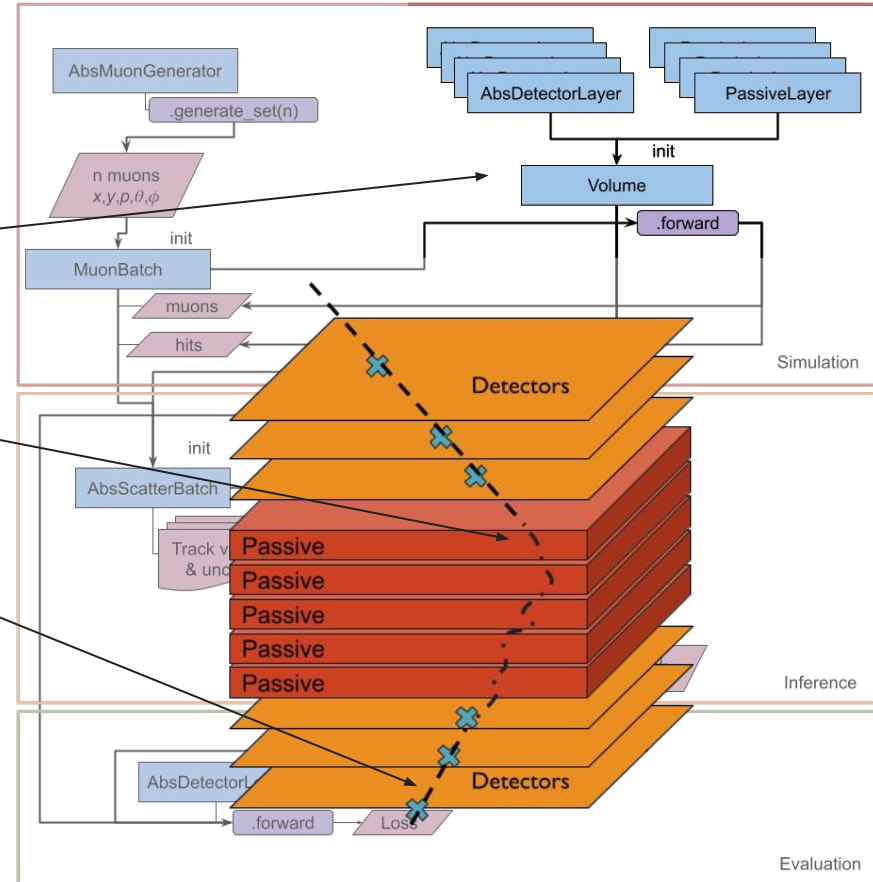 AbsMuonGenerator
.generate_set(n)
n muons
x,y,p,θ,ϕ
init
MuonBatch
muons
hits
AbsDetectorLayer
PassiveLayer
init
Volume
.forward
Simulation
Detectors
init
AbsScatterBatch
Track
&
Passive
Passive
Passive
Passive
Passive
Inference
Detectors
.forward
Loss
Evaluation